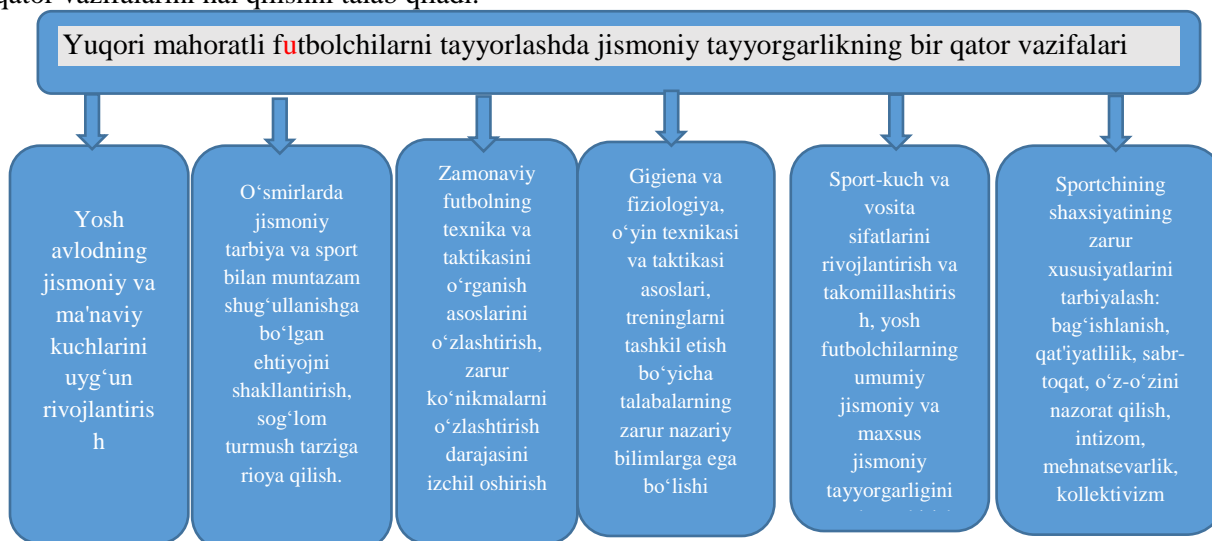 qator vazifalarini hal qilishni talab qiladi.
Yuqori mahoratli futbolchilarni tayyorlashda jismoniy tayyorgarlikning bir qator vazifalari
Yosh
avlodning
jismoniy va
ma'naviy
kuchlarini
uyg‘un
rivojlantiris
h
O‘smirlarda
jismoniy
tarbiya va sport
bilan muntazam
shug‘ullanishga
bo‘lgan
ehtiyojni
shakllantirish,
sog‘lom
turmush tarziga
rioya qilish.
Zamonaviy
futbolning
texnika va
taktikasini
o‘rganish
asoslarini
o‘zlashtirish,
zarur
ko‘nikmalarni
o‘zlashtirish
darajasini
izchil oshirish
Gigiena va
fiziologiya,
o‘yin texnikasi
va taktikasi
asoslari,
treninglarni
tashkil etish
bo‘yicha
talabalarning
zarur nazariy
bilimlarga ega
bo‘lishi
Sport-kuch va
vosita
sifatlarini
rivojlantirish va
takomillashtiris
h, yosh
futbolchilarning
umumiy
jismoniy va
maxsus
jismoniy
tayyorgarligini
Sportchining
shaxsiyatining
zarur
xususiyatlarini
tarbiyalash:
bag‘ishlanish,
qat'iyatlilik, sabr-
toqat, o‘z-o‘zini
nazorat qilish,
intizom,
mehnatsevarlik,
kollektivizm